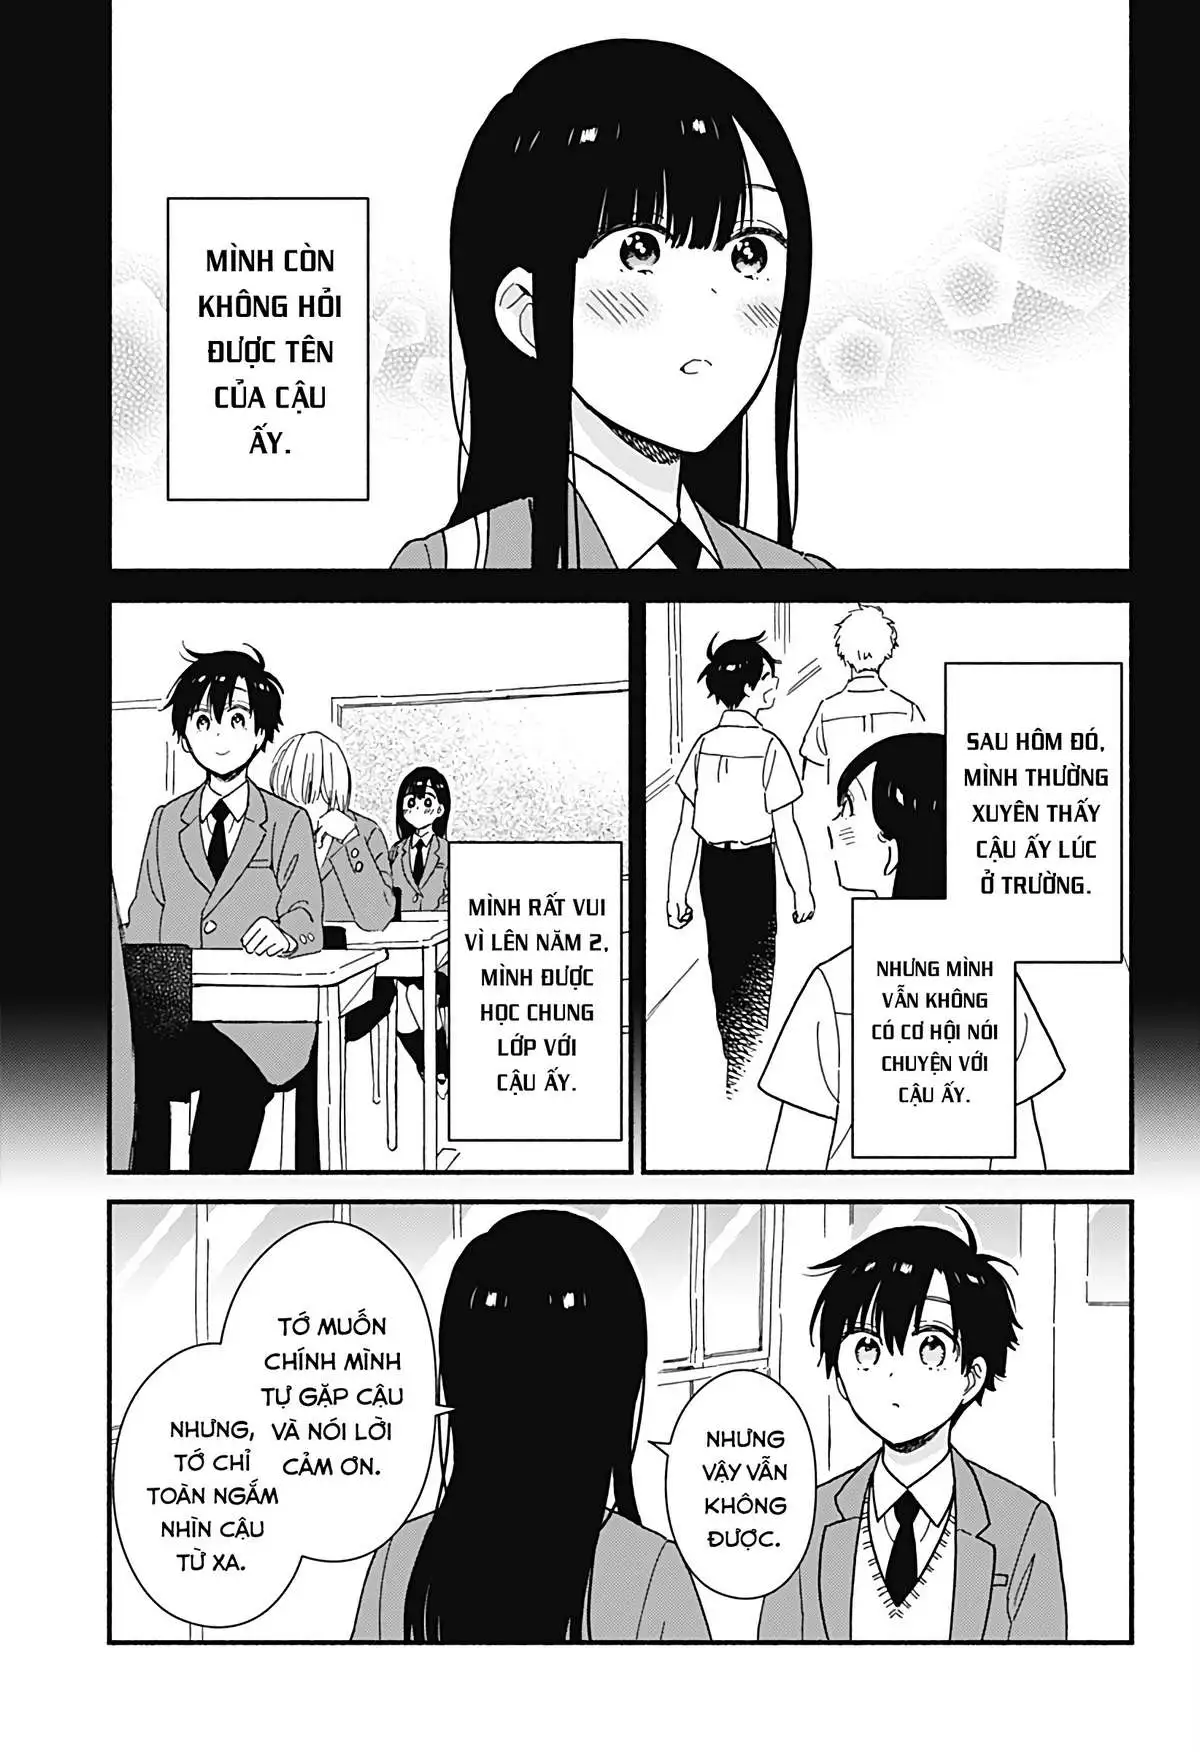 MÌNH CÒN
KHÔNG HỎI
ĐƯỢC TÊN
CỦA CẬU
ẤY.
SAU HÔM ĐÓ,
MÌNH THƯỜNG
XUYÊN THẤY
CẬU ẤY LÚC
Ở TRƯỜNG.
NHƯNG MÌNH
VẪN KHÔNG
CÓ CƠ HỘI NÓI
CHUYỆN VỚI
CẬU ẤY.
MÌNH RẤT VUI
VÌ LÊN NĂM 2,
MÌNH ĐƯỢC
HỌC CHUNG
LỚP VỚI
CẬU ẤY.
NHƯNG
VẬY VẪN
KHÔNG
ĐƯỢC.
TỚ MUỐN
CHÍNH MÌNH
TỰ GẶP CẬU
VÀ NÓI LỜI
CẢM ƠN.
NHƯNG,
TỚ CHỈ
TOÀN NGẮM
NHÌN CẬU
TỪ XA.